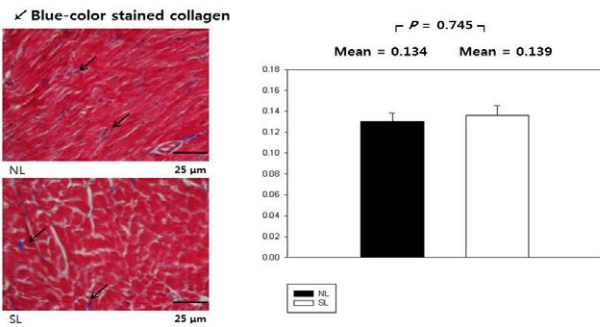 ↙ Blue-color stained collagen
NL
25 μm
SL
25 μm
P = 0.745
Mean = 0.134 Mean = 0.139
0.18
0.16
0.14
0.12
0.10
0.08
0.06
0.04
0.02
0.00
NL
SL